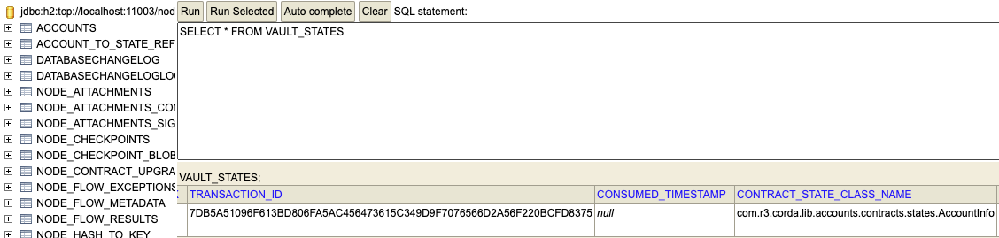 jdbc:h2:tcp://localhost:11003/nod
Run Run Selected Auto complete Clear SQL statement:
ACCOUNTS
ACCOUNT_TO_STATE_REF
DATABASECHANGELOG
DATABASECHANGELOGLO
NODE_ATTACHMENTS
NODE_ATTACHMENTS_CON
NODE_ATTACHMENTS_SIG
NODE_CHECKPOINTS
NODE_CHECKPOINT_BLOB
NODE_CONTRACT_UPGRA
NODE_FLOW_EXCEPTIONS
NODE_FLOW_METADATA
NODE_FLOW_RESULTS
NODE_HASH_TO_KEY
SELECT * FROM VAULT_STATES
VAULT_STATES;
TRANSACTION_ID CONSUMED_TIMESTAMP CONTRACT_STATE_CLASS_NAME
7DB5A51096F613BD806FA5AC456473615C349D9F7076566D2A56F220BCFD8375 null com.r3.corda.lib.accounts.contracts.states.AccountInfo